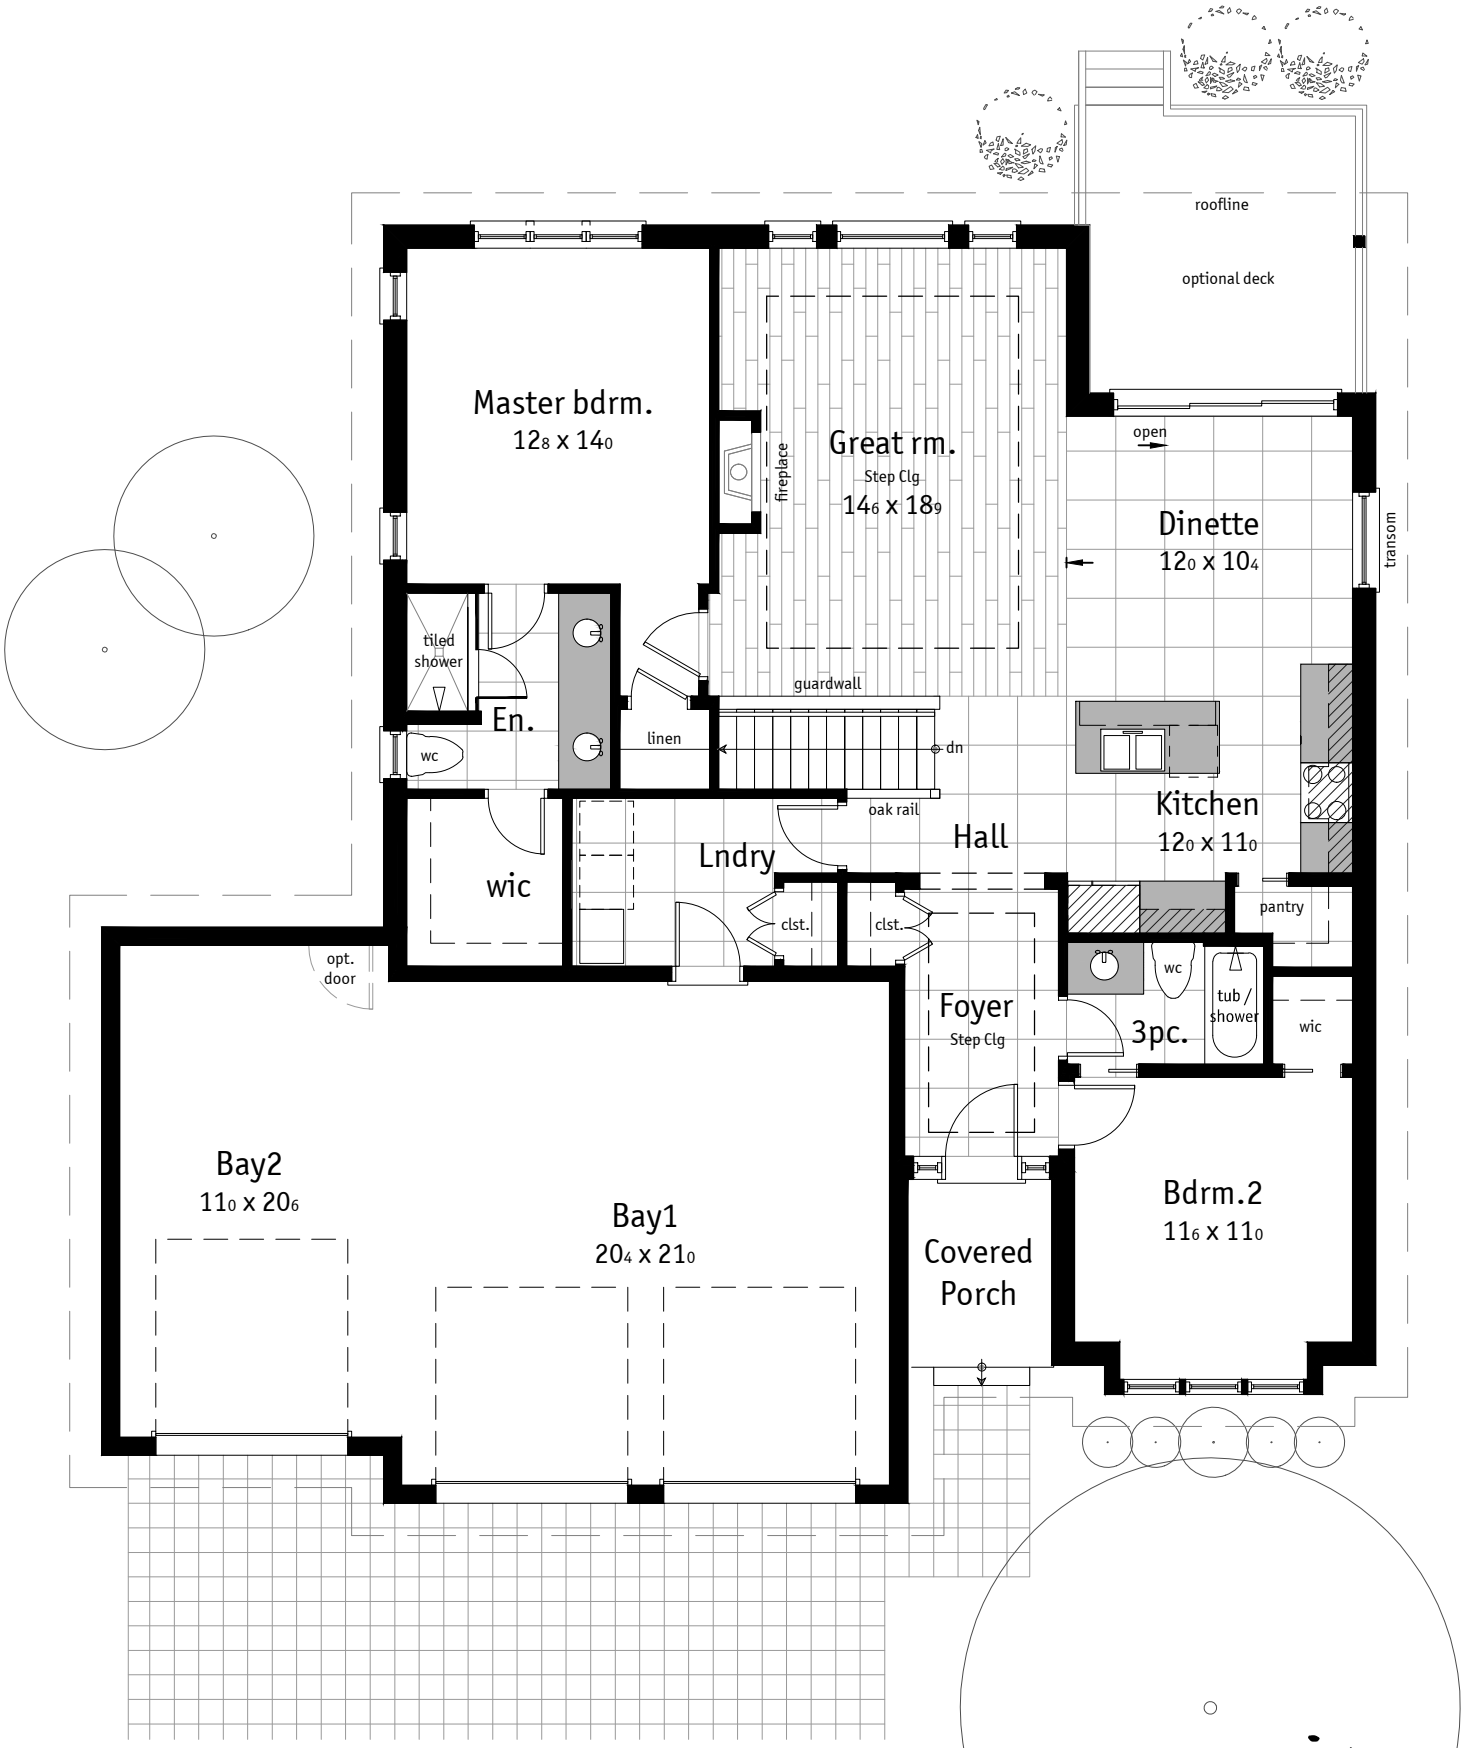 roofline
optional deck
Master bdrm.
128 x 140
fireplace
Great rm.
Step Clg
146 x 189
open
Dinette
120 x 104
transom
tiled
shower
En.
wc
linen
guardwall
dn
oak rail
Kitchen
120 x 110
Hall
Lndry
wic
clst.
clst.
pantry
opt.
door
Foyer
Step Clg
wc
3pc.
tub /
shower
wic
Bay2
110 x 206
Bay1
204 x 210
Covered
Porch
Bdrm.2
116 x 110